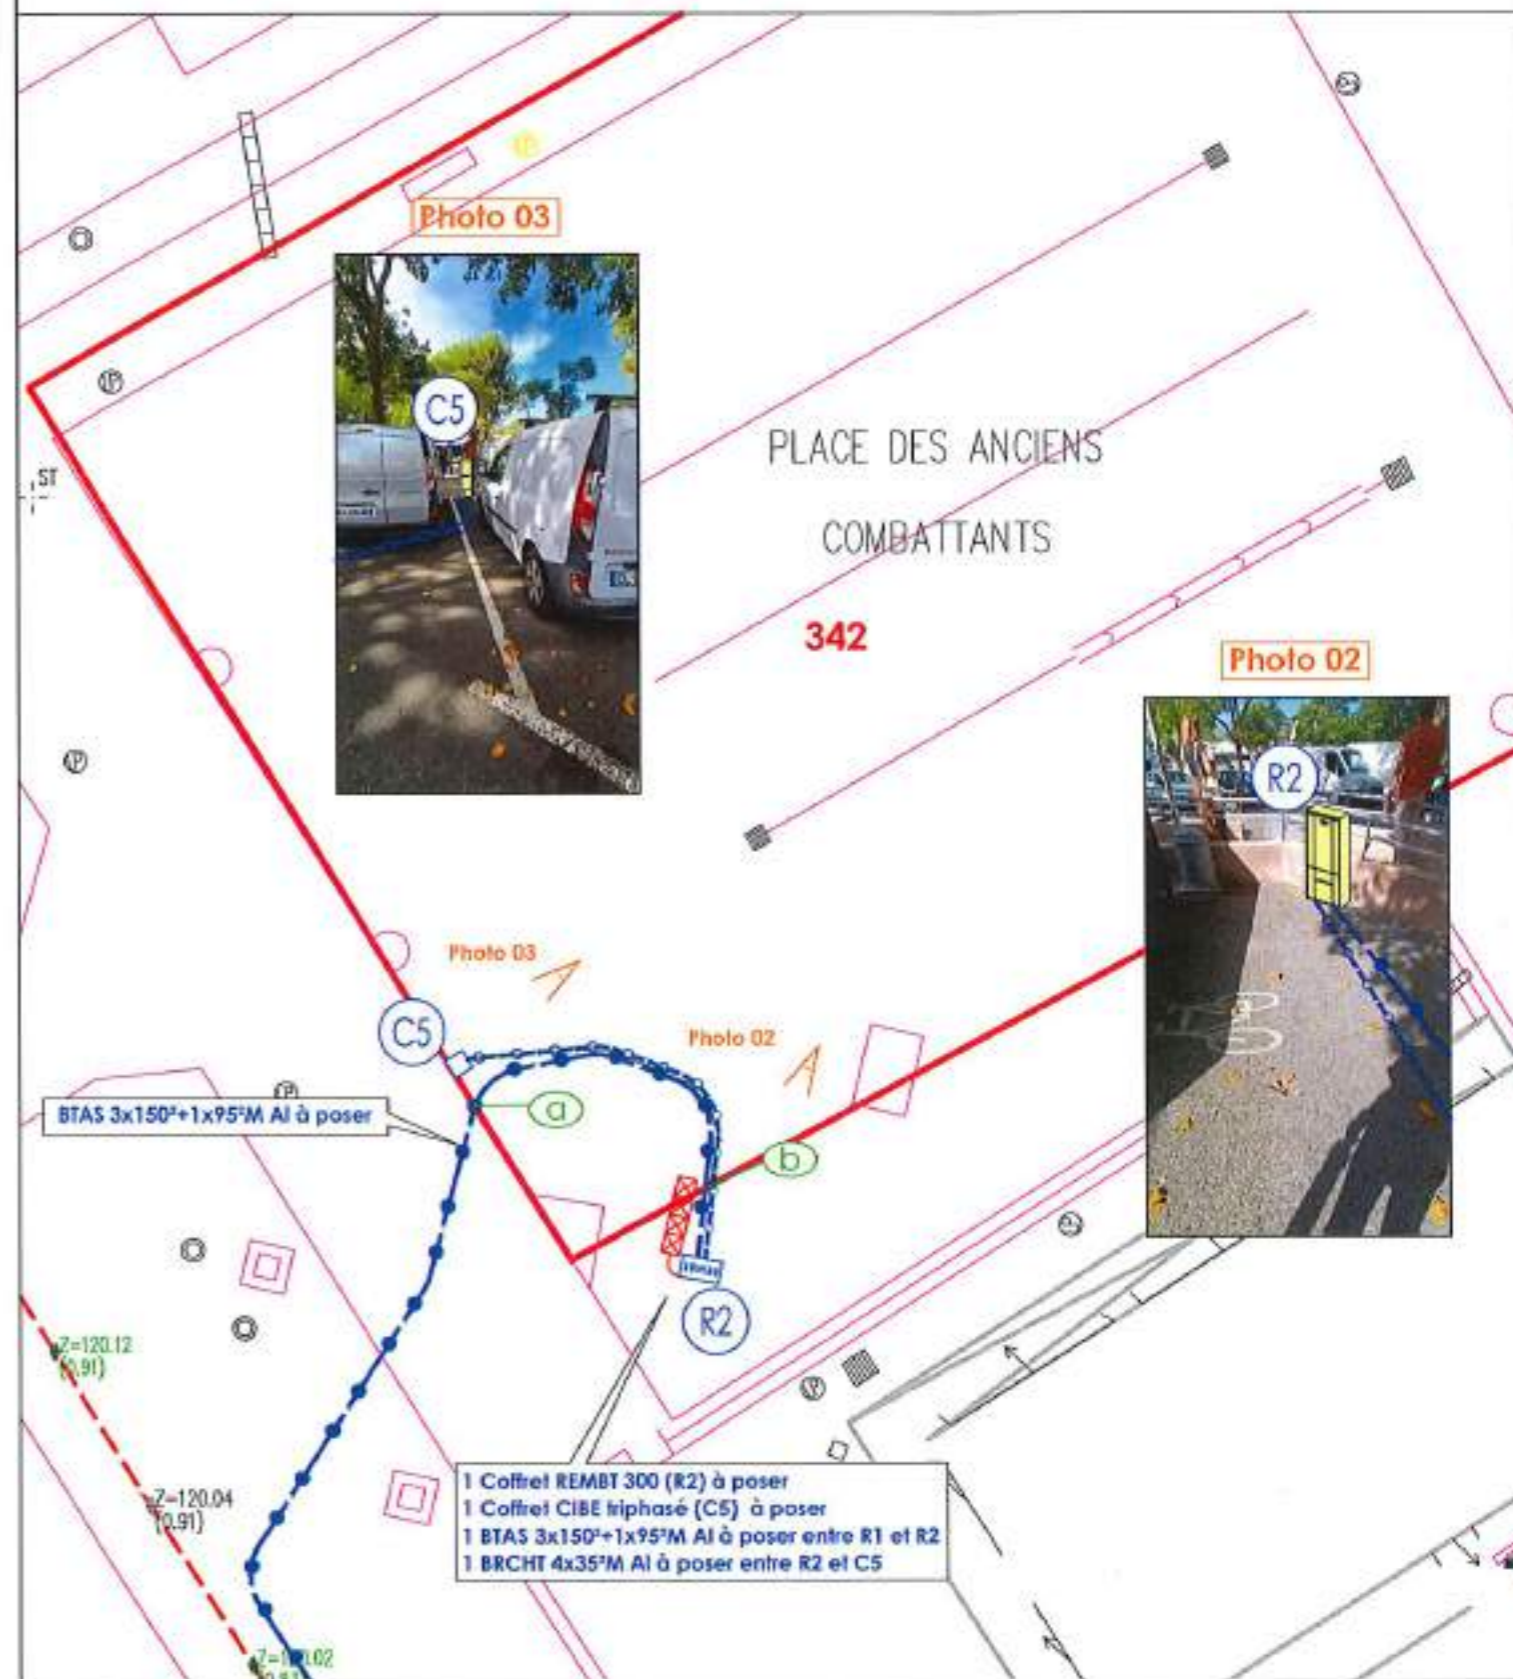 Photo 03
C5
ST
PLACE DES ANCIENS
COMBATTANTS
342
Photo 02
R2
Photo 03
C5
Photo 02
a
BTAS 3x150²+1x95²M Al à poser
b
R2
Z=120.12
(0.91)
Z=120.04
(0.91)
1 Coffret REMBT 300 (R2) à poser
1 Coffret CIBE triphasé (C5) à poser
1 BTAS 3x150²+1x95²M Al à poser entre R1 et R2
1 BRCHT 4x35²M Al à poser entre R2 et C5